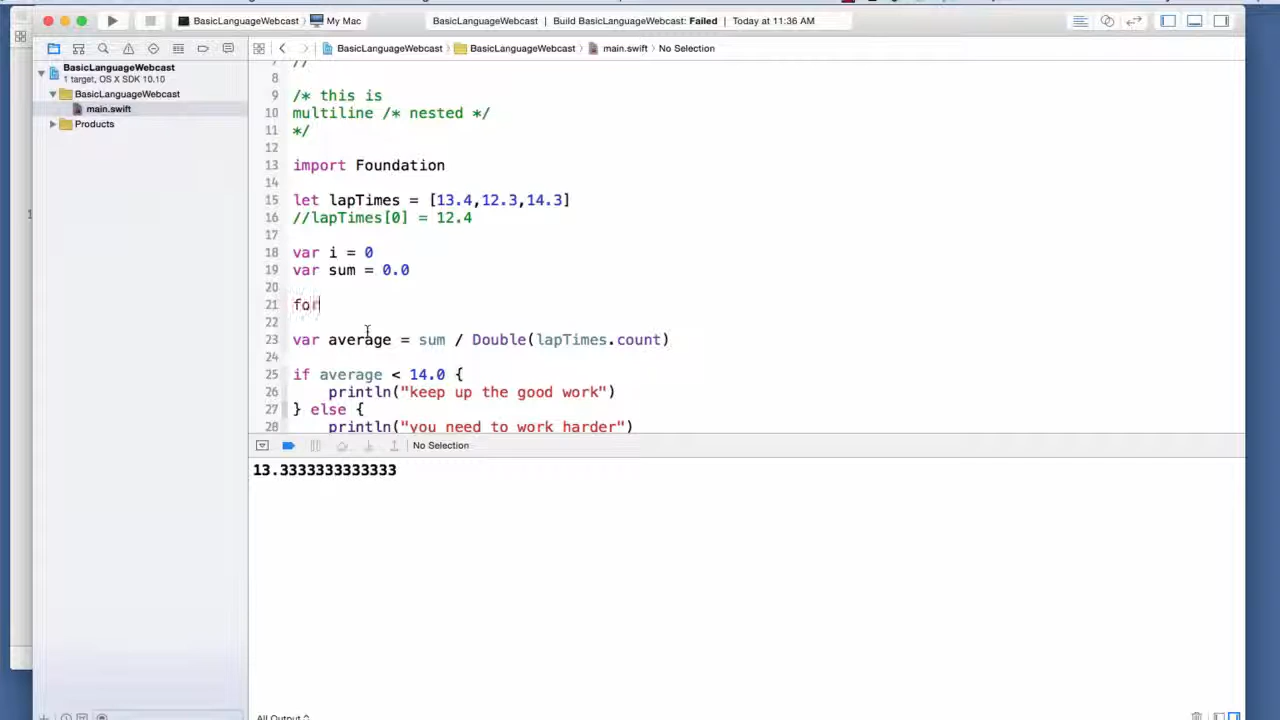 BasicLanguageWebcast My Mac BasicLanguageWebcast | Build BasicLanguageWebcast: Failed | Today at 11:36 AM
BasicLanguageWebcast BasicLanguageWebcast main.swift No Selection
BasicLanguageWebcast
1 target, OS X SDK 10.10
BasicLanguageWebcast
main.swift
Products
7 //
8
9 /* this is
10 multiline /* nested */
11 */
12
13 import Foundation
14
15 let lapTimes = [13.4,12.3,14.3]
16 //lapTimes[0] = 12.4
17
18 var i = 0
19 var sum = 0.0
20
21 for
22
23 var average = sum / Double(lapTimes.count)
24
25 if average < 14.0 {
26 println("keep up the good work")
27 } else {
28 println("you need to work harder")
No Selection
13.3333333333333
All Output